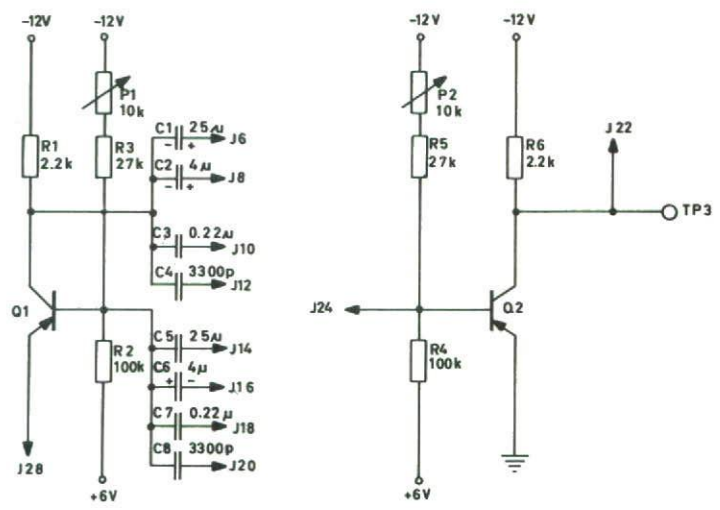 -12V
-12V
-12V
-12V
P1
10k
P2
10k
R1
2.2k
R3
27k
C1 25µ
J6
- +
C2 4µ
J8
- +
C3 0.22µ
J10
C4 3300p
J12
R5
27k
R6
2.2k
J22
TP3
Q1
J24
Q2
R2
100k
C5 25µ
J14
C6 4µ
+ -
J16
C7 0.22µ
J18
C8 3300p
J20
R4
100k
J28
+6V
+6V